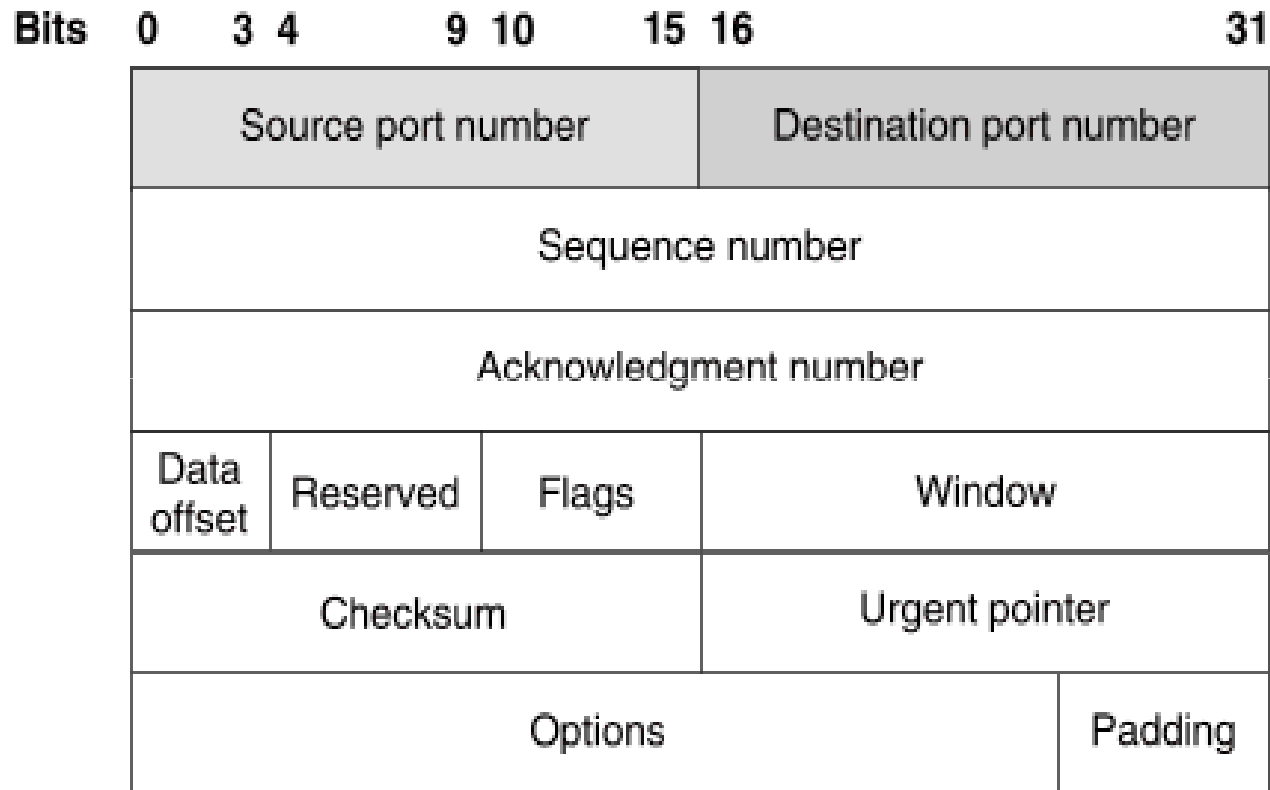 Bits 0 3 4 9 10 15 16 31
Source port number Destination port number
Sequence number
Acknowledgment number
Data offset Reserved Flags Window
Checksum Urgent pointer
Options Padding